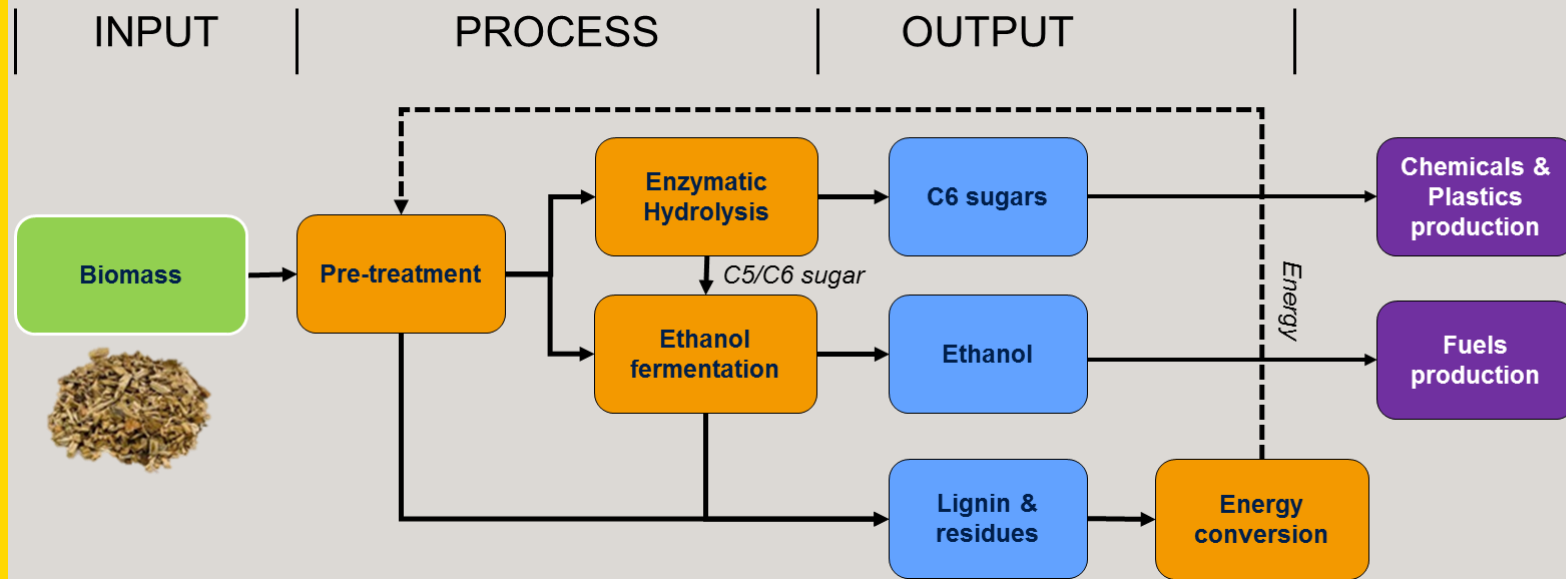 INPUT
PROCESS
OUTPUT
Biomass
Pre-treatment
Enzymatic
Hydrolysis
C5/C6 sugar
Ethanol
fermentation
C6 sugars
Ethanol
Lignin &
residues
Energy
conversion
Energy
Chemicals &
Plastics
production
Fuels
production